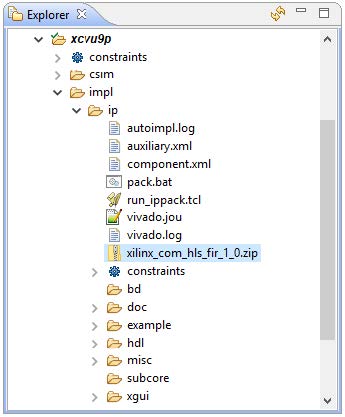 Explorer
xcvu9p
constraints
csim
impl
ip
autoimpl.log
auxiliary.xml
component.xml
pack.bat
run_ippack.tcl
vivado.jou
vivado.log
xilinx_com_hls_fir_1_0.zip
constraints
bd
doc
example
hdl
misc
subcore
xgui